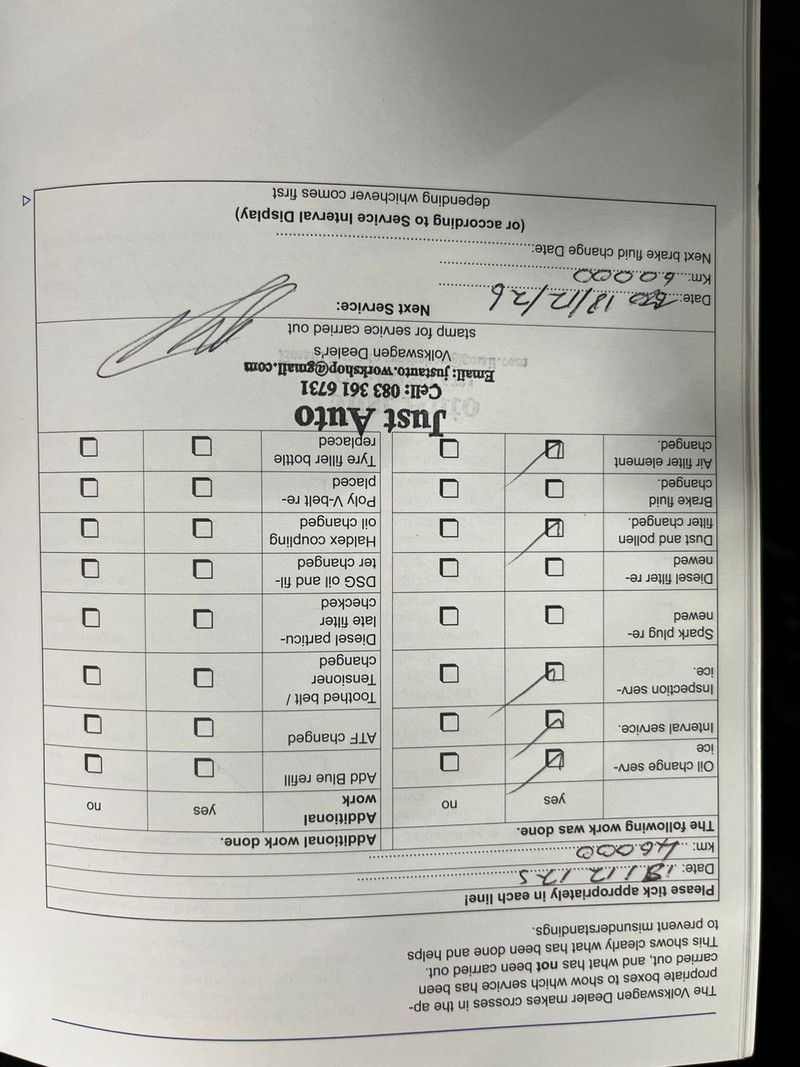 The Volkswagen Dealer makes crosses in the ap-
propriate boxes to show which service has been
carried out, and what has not been carried out.
This shows clearly what has been done and helps
to prevent misunderstandings.
Please tick appropriately in each line!
Date: 18/12/25
km: 46000
The following work was done.
Additional work done.
yes
no
Additional
work
yes
no
Oil change serv-
ice
Add Blue refill
Interval service.
ATF changed
Inspection serv-
ice.
Toothed belt /
Tensioner
changed
Spark plug re-
newed
Diesel particu-
late filter
checked
Diesel filter re-
newed
DSG oil and fil-
ter changed
Dust and pollen
filter changed.
Haldex coupling
oil changed
Brake fluid
changed.
Poly V-belt re-
placed
Air filter element
changed.
Tyre filler bottle
replaced
Just Auto
Cell: 083 361 6731
Email: justauto.workshop@gmail.com
Volkswagen Dealer's
stamp for service carried out
Next Service:
Date: 18/12/26
Km: 60000
Next brake fluid change Date:
(or according to Service Interval Display)
depending whichever comes first